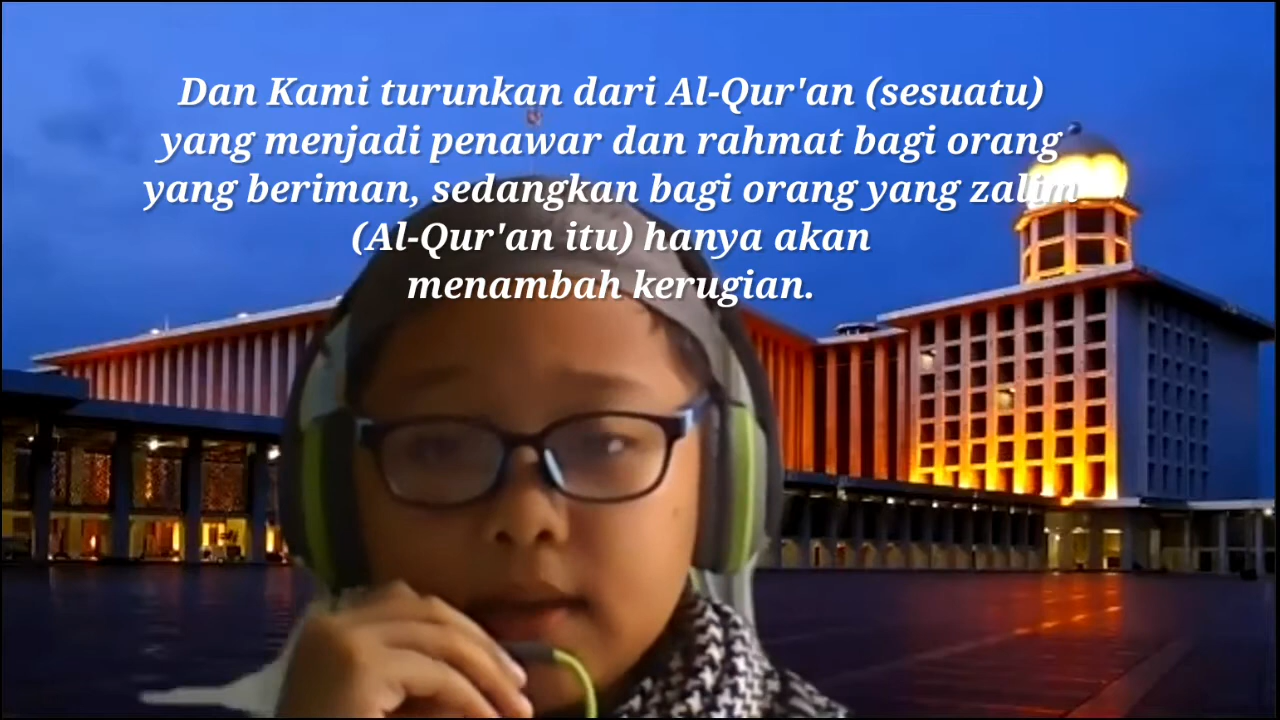 Dan Kami turunkan dari Al-Qur'an (sesuatu)
yang menjadi penawar dan rahmat bagi orang
yang beriman, sedangkan bagi orang yang zalim
(Al-Qur'an itu) hanya akan
menambah kerugian.